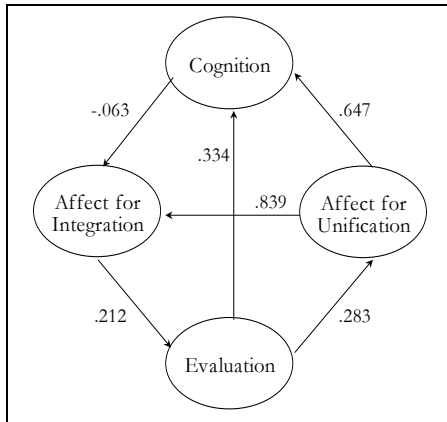 Cognition
-.063
.647
.334
Affect for
Integration
.839
Affect for
Unification
.212
.283
Evaluation